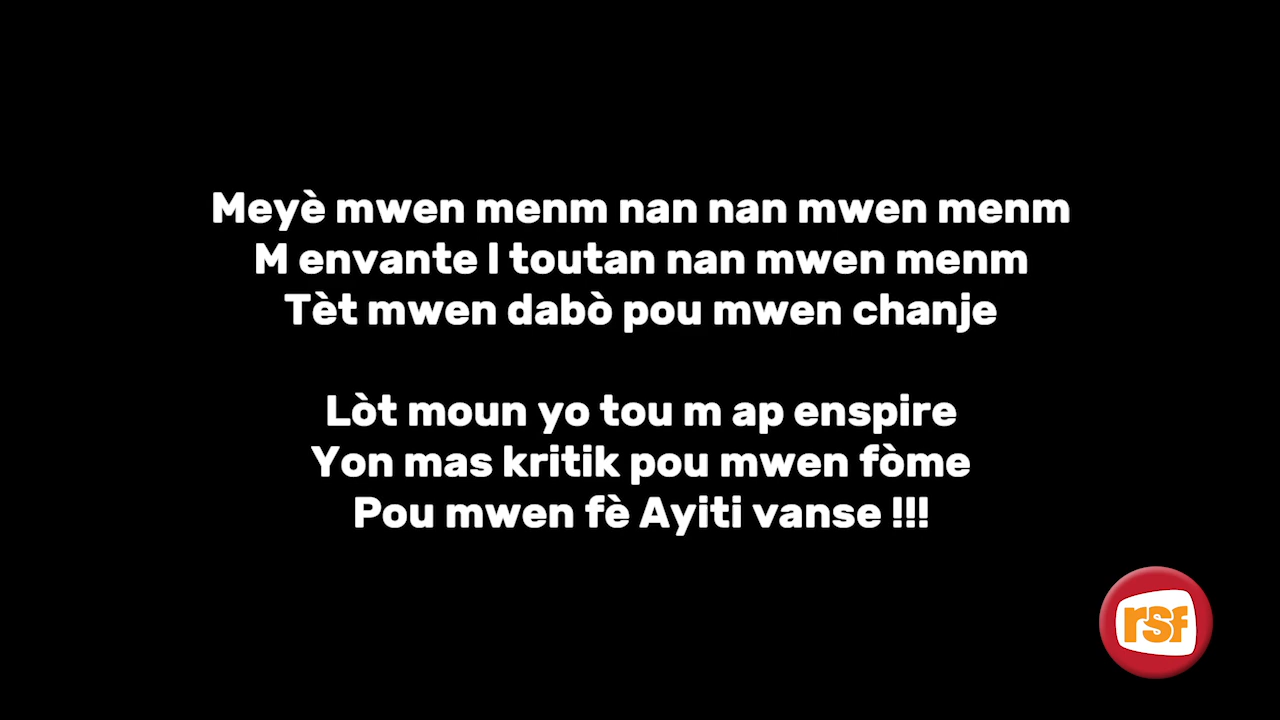 Meyè mwen menm nan nan mwen menm
M envante l toutan nan mwen menm
Tèt mwen dabò pou mwen chanje
Lòt moun yo tou m ap enspire
Yon mas kritik pou mwen fòme
Pou mwen fè Ayiti vanse !!!
rsf